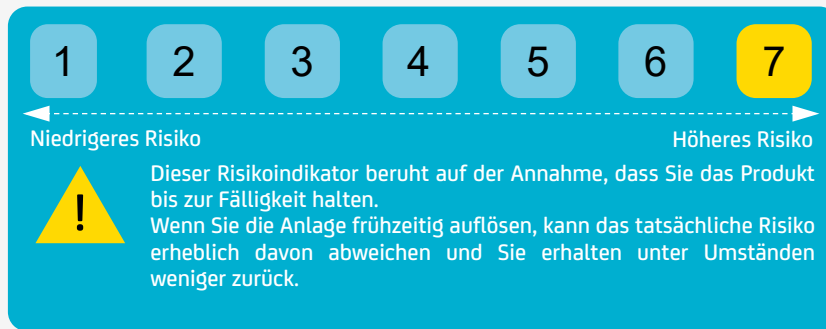 1 2 3 4 5 6 7
Niedrigeres Risiko Höheres Risiko
!
Dieser Risikoindikator beruht auf der Annahme, dass Sie das Produkt
bis zur Fälligkeit halten.
Wenn Sie die Anlage frühzeitig auflösen, kann das tatsächliche Risiko
erheblich davon abweichen und Sie erhalten unter Umständen
weniger zurück.